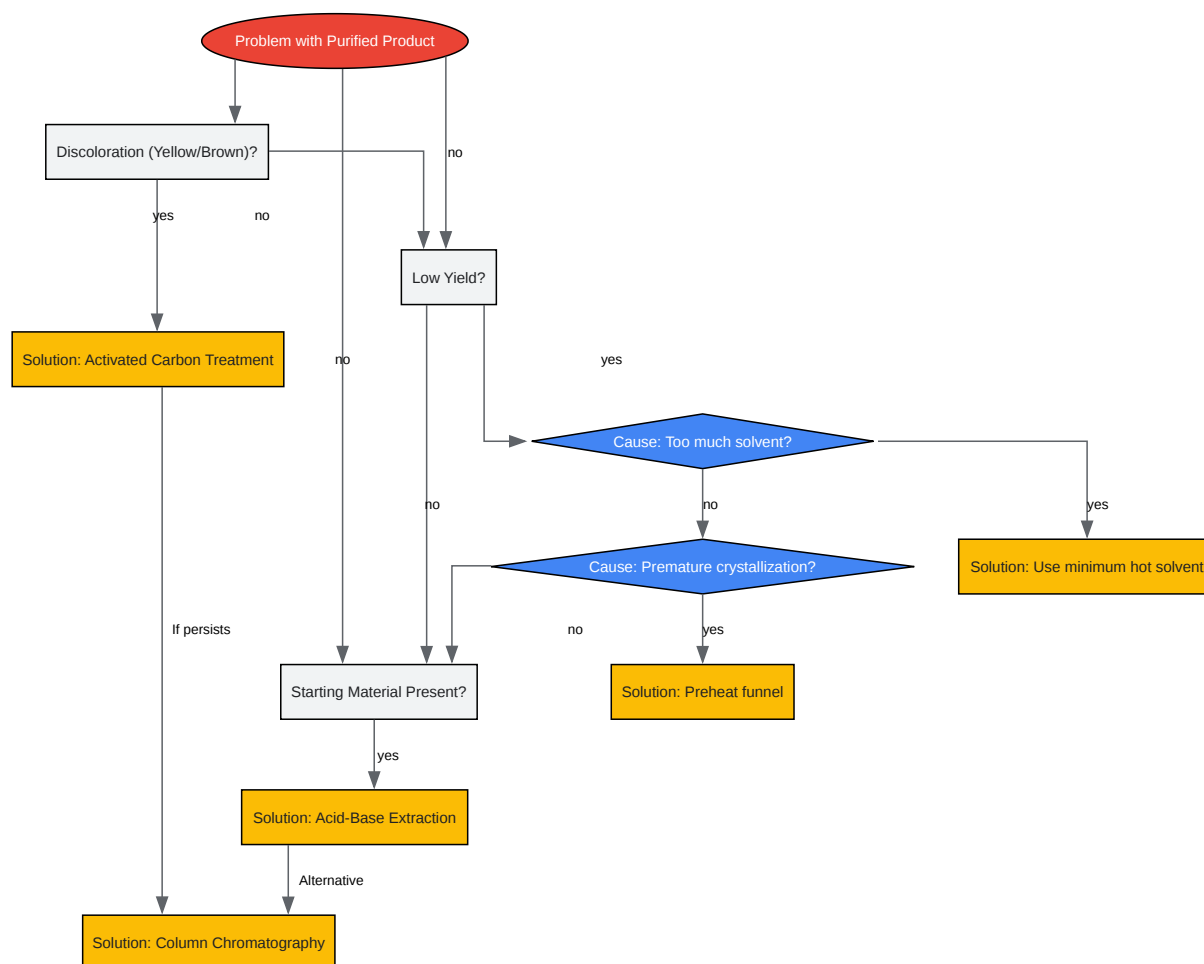 Problem with Purified Product
Discoloration (Yellow/Brown)?
no
yes
no
Low Yield?
Solution: Activated Carbon Treatment
no
yes
Cause: Too much solvent?
no
no
yes
Cause: Premature crystallization?
Solution: Use minimum hot solvent
If persists
no
yes
Starting Material Present?
Solution: Preheat funnel
yes
Solution: Acid-Base Extraction
Alternative
Solution: Column Chromatography